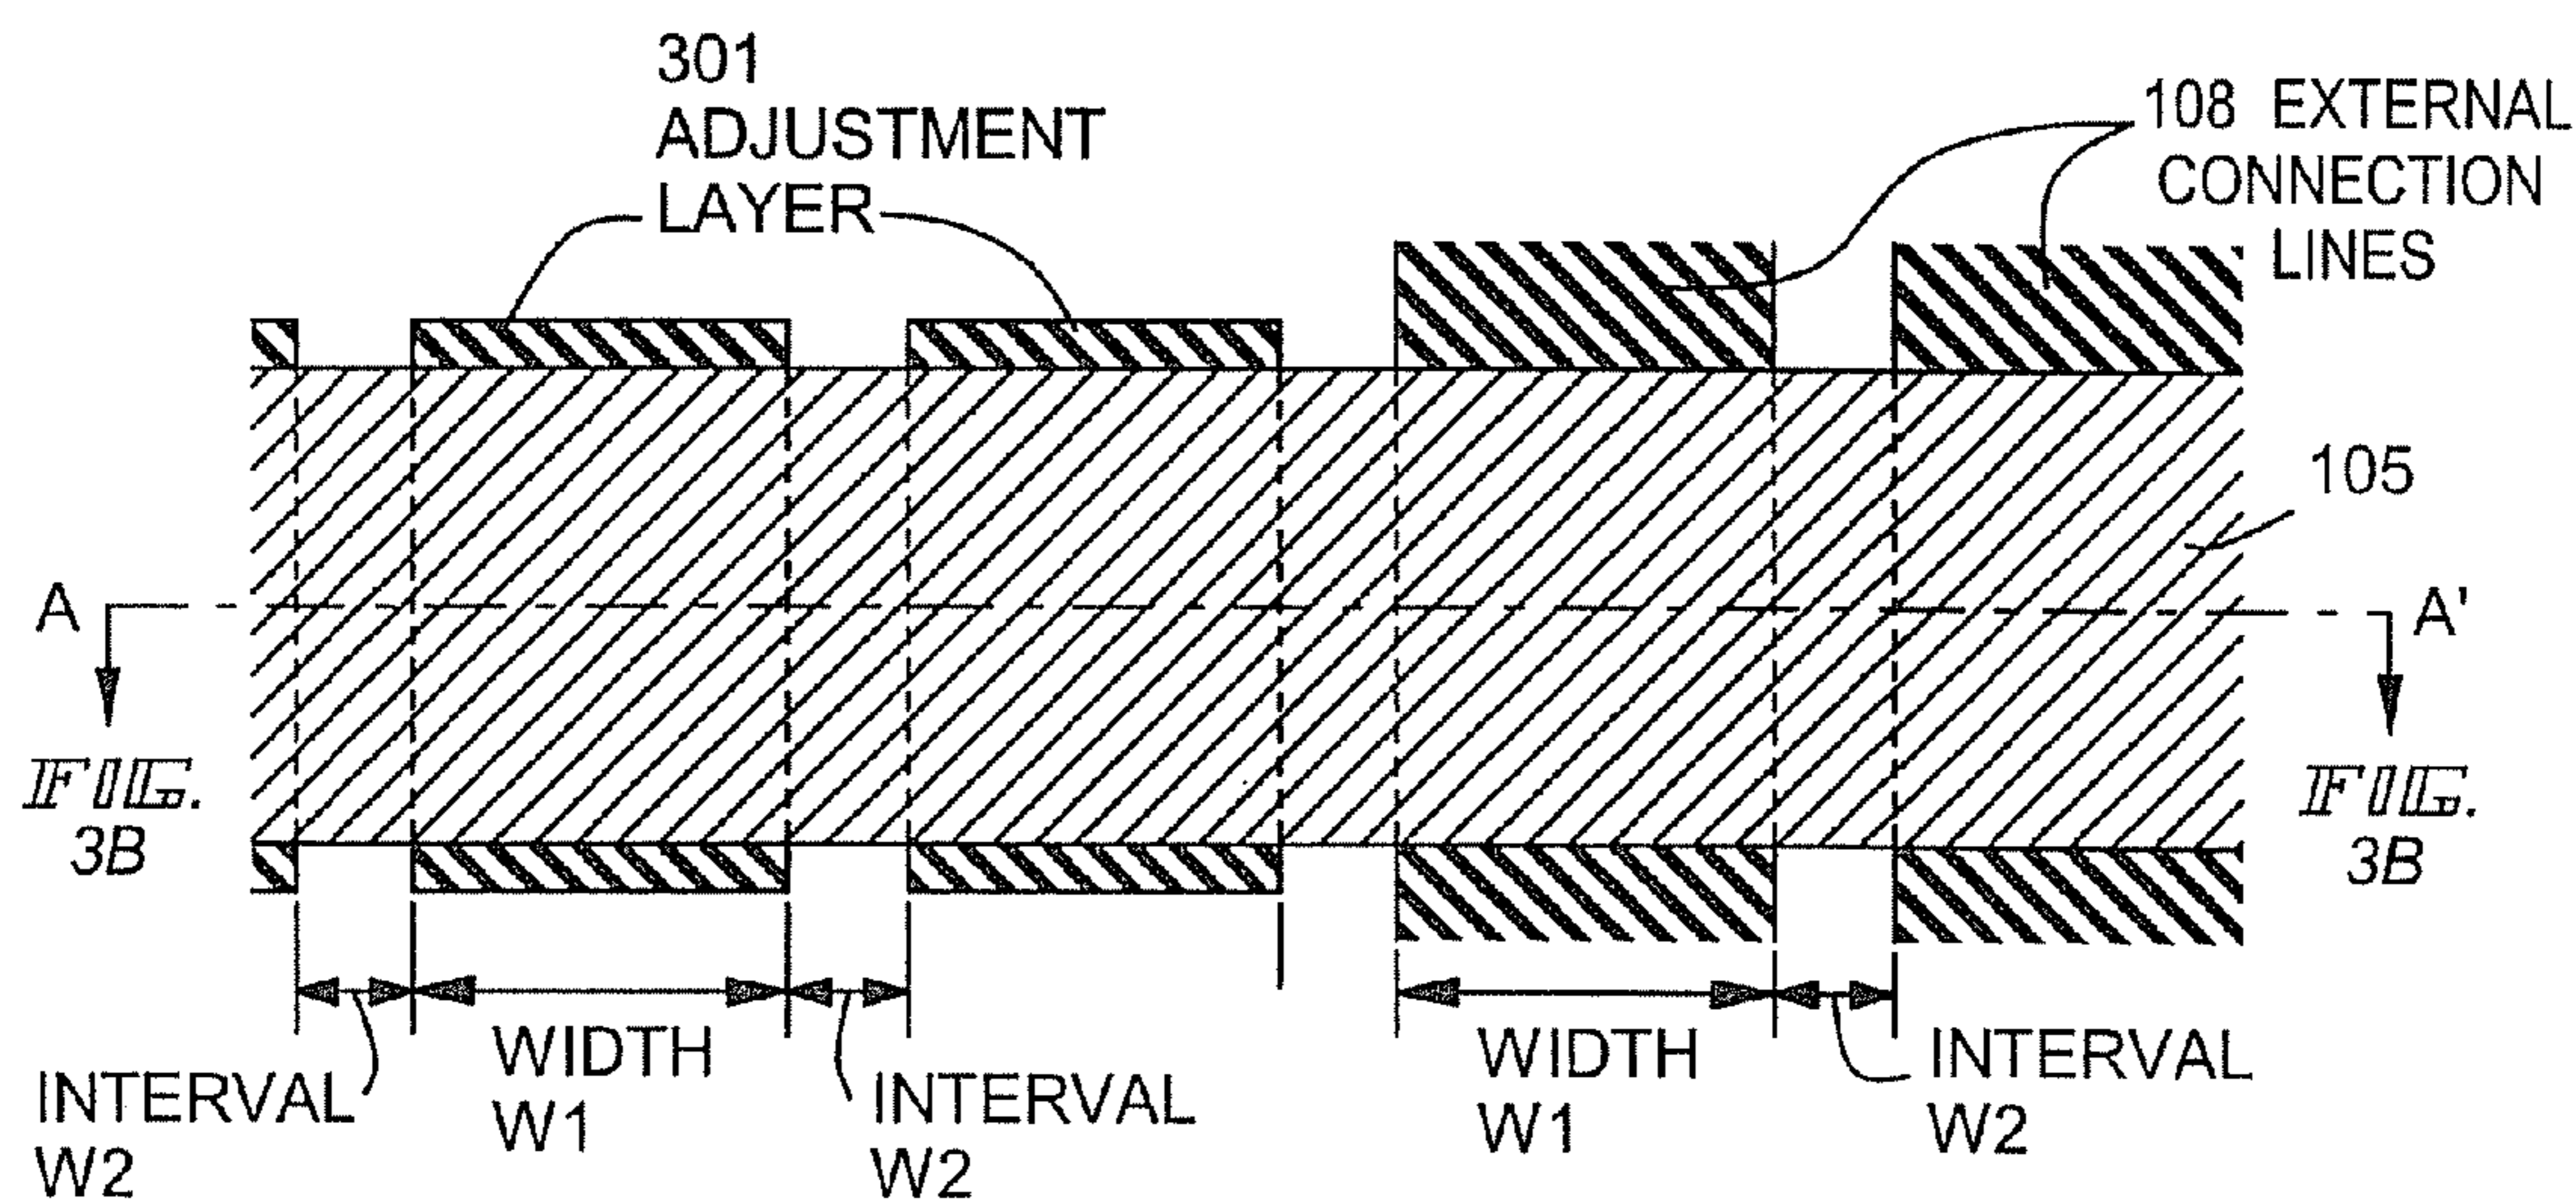 301
ADJUSTMENT
LAYER
108 EXTERNAL
CONNECTION
LINES
105
A
A'
FIG.
3B
FIG.
3B
INTERVAL
W2
WIDTH
W1
INTERVAL
W2
WIDTH
W1
INTERVAL
W2